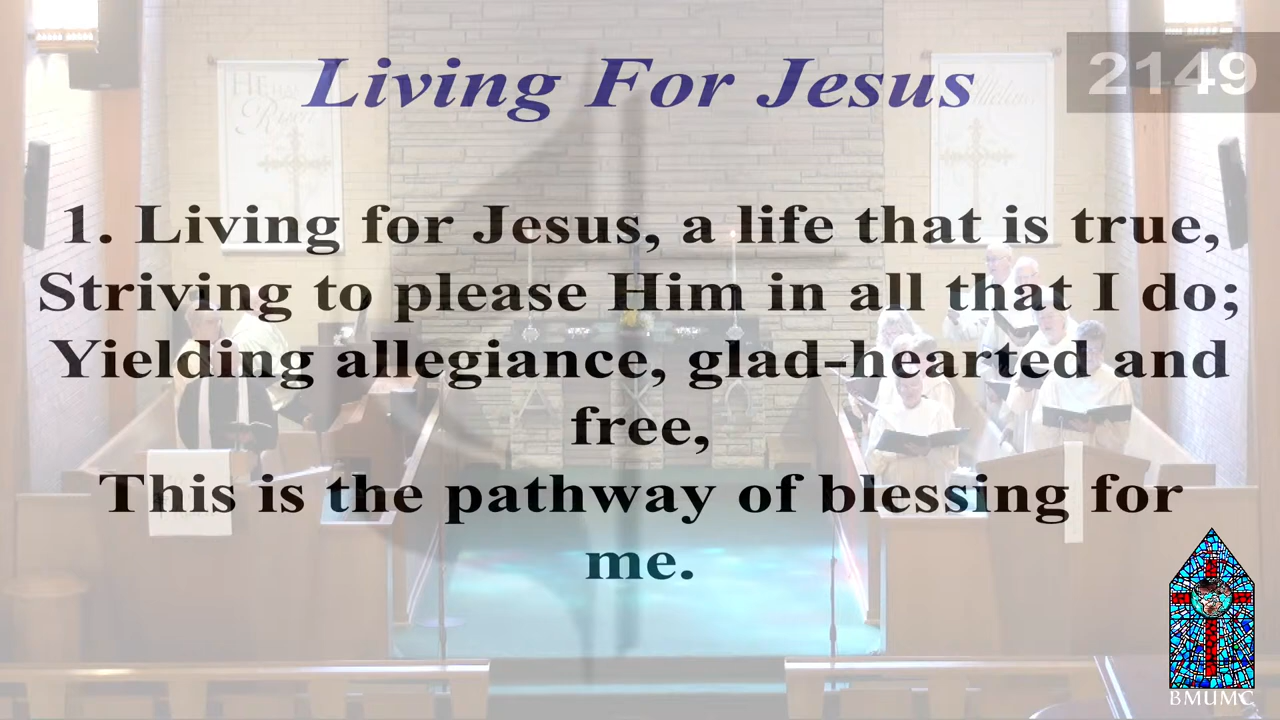 Living For Jesus
2149
1. Living for Jesus, a life that is true,
Striving to please Him in all that I do;
Yielding allegiance, glad-hearted and
free,
This is the pathway of blessing for
me.
BMUMC